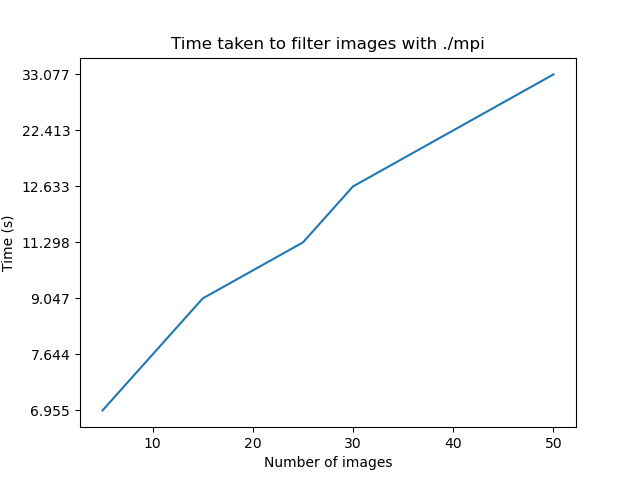 Time taken to filter images with ./mpi
33.077
22.413
12.633
11.298
9.047
7.644
6.955
Time (s)
10 20 30 40 50
Number of images